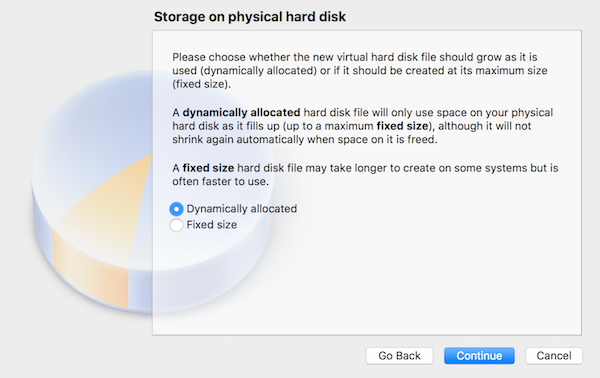 Storage on physical hard disk
Please choose whether the new virtual hard disk file should grow as it is
used (dynamically allocated) or if it should be created at its maximum size
(fixed size).
A dynamically allocated hard disk file will only use space on your physical
hard disk as it fills up (up to a maximum fixed size), although it will not
shrink again automatically when space on it is freed.
A fixed size hard disk file may take longer to create on some systems but is
often faster to use.
Dynamically allocated
Fixed size
Go Back
Continue
Cancel